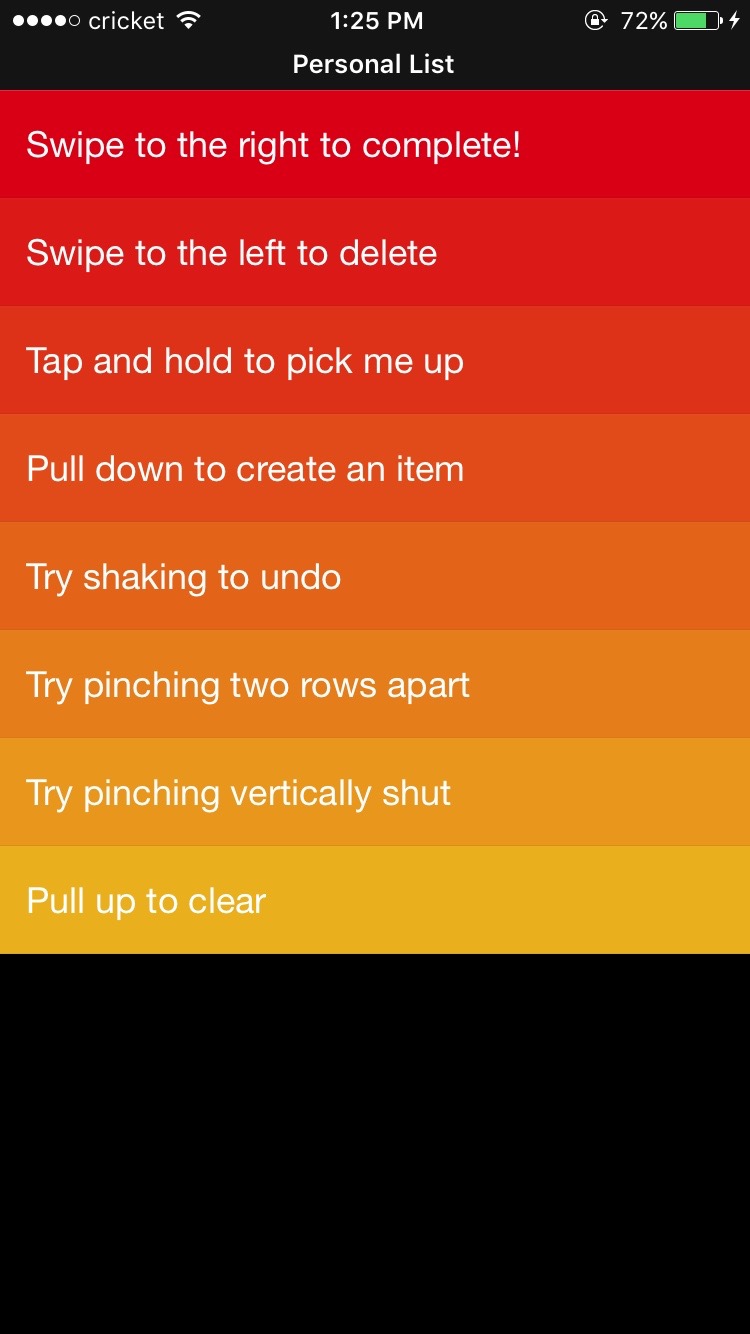 cricket 1:25 PM 72%
Personal List
Swipe to the right to complete!
Swipe to the left to delete
Tap and hold to pick me up
Pull down to create an item
Try shaking to undo
Try pinching two rows apart
Try pinching vertically shut
Pull up to clear